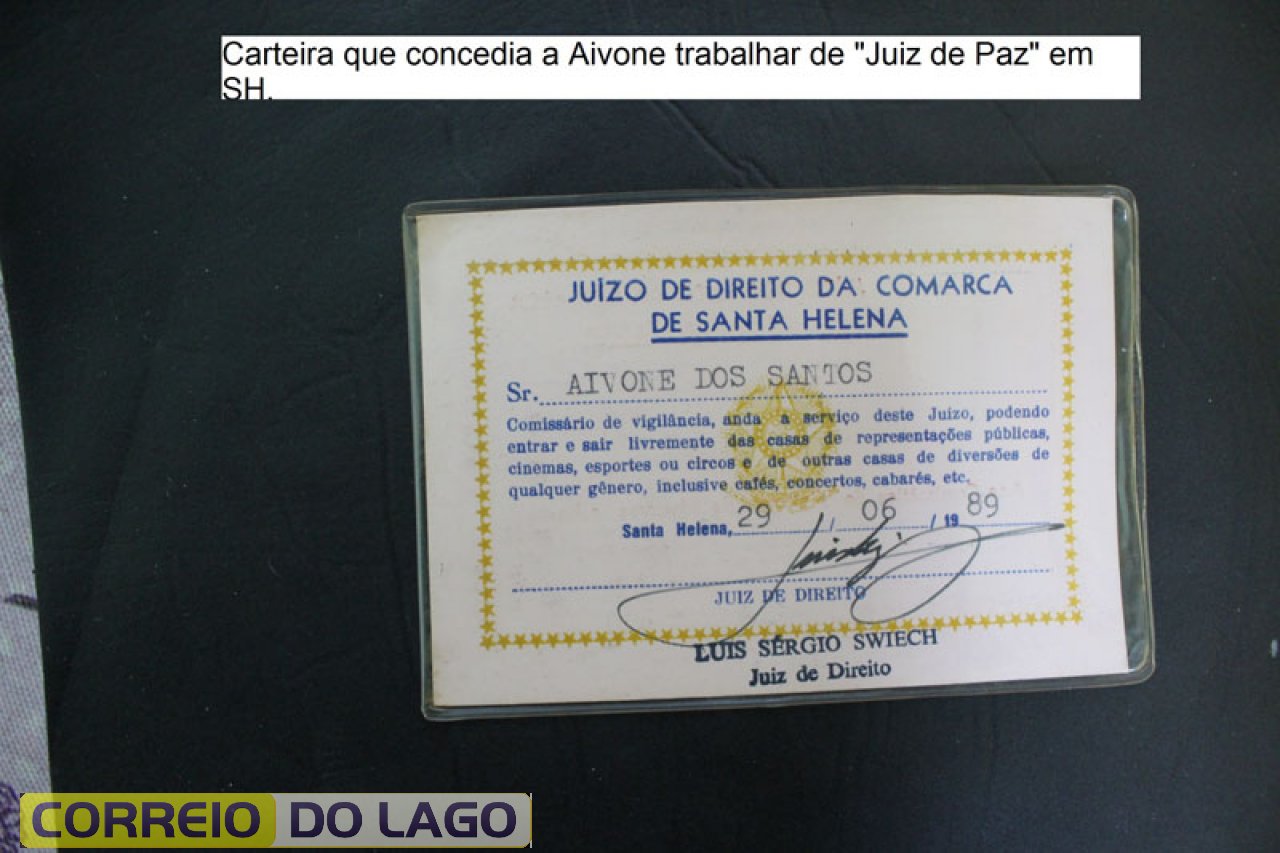 Carteira que concedia a Aivone trabalhar de "Juiz de Paz" em
SH.
JUÍZO DE DIREITO DA COMARCA
DE SANTA HELENA
Sr. AIVONE DOS SANTOS
Comissário de vigilância, anda a serviço deste Juizo, podendo
entrar e sair livremente das casas de representações públicas,
cinemas, esportes ou circos e de outras casas de diversões de
qualquer gênero, inclusive cafés, concertos, cabarés, etc.
Santa Helena, 29 / 06 / 19 89
JUIZ DE DIREITO
LUIS SÉRGIO SWIECH
Juiz de Direito
CORREIO DO LAGO